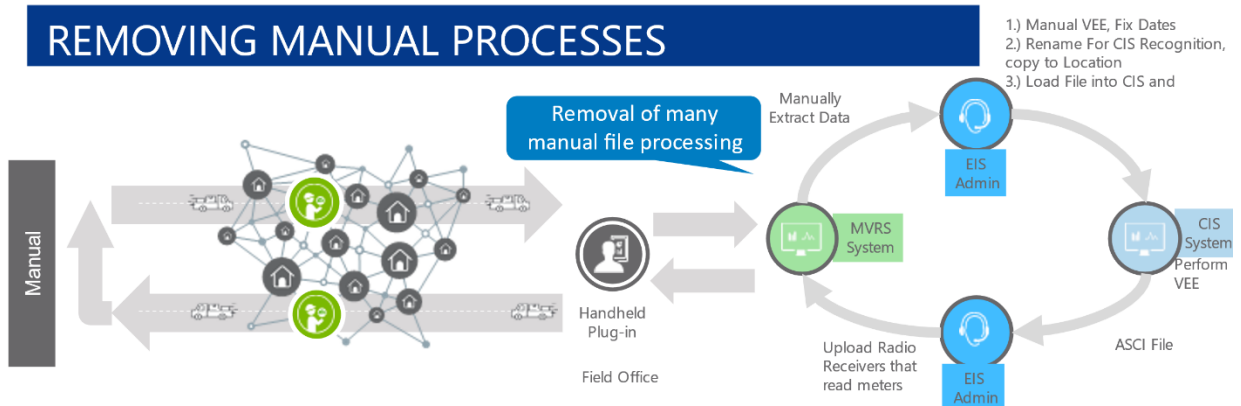 REMOVING MANUAL PROCESSES
1.) Manual VEE, Fix Dates
2.) Rename For CIS Recognition,
copy to Location
3.) Load File into CIS and
Removal of many
manual file processing
Manually
Extract Data
EIS
Admin
Manual
MVRS
System
CIS
System
Perform
VEE
Handheld
Plug-in
Field Office
Upload Radio
Receivers that
read meters
EIS
Admin
ASCI File